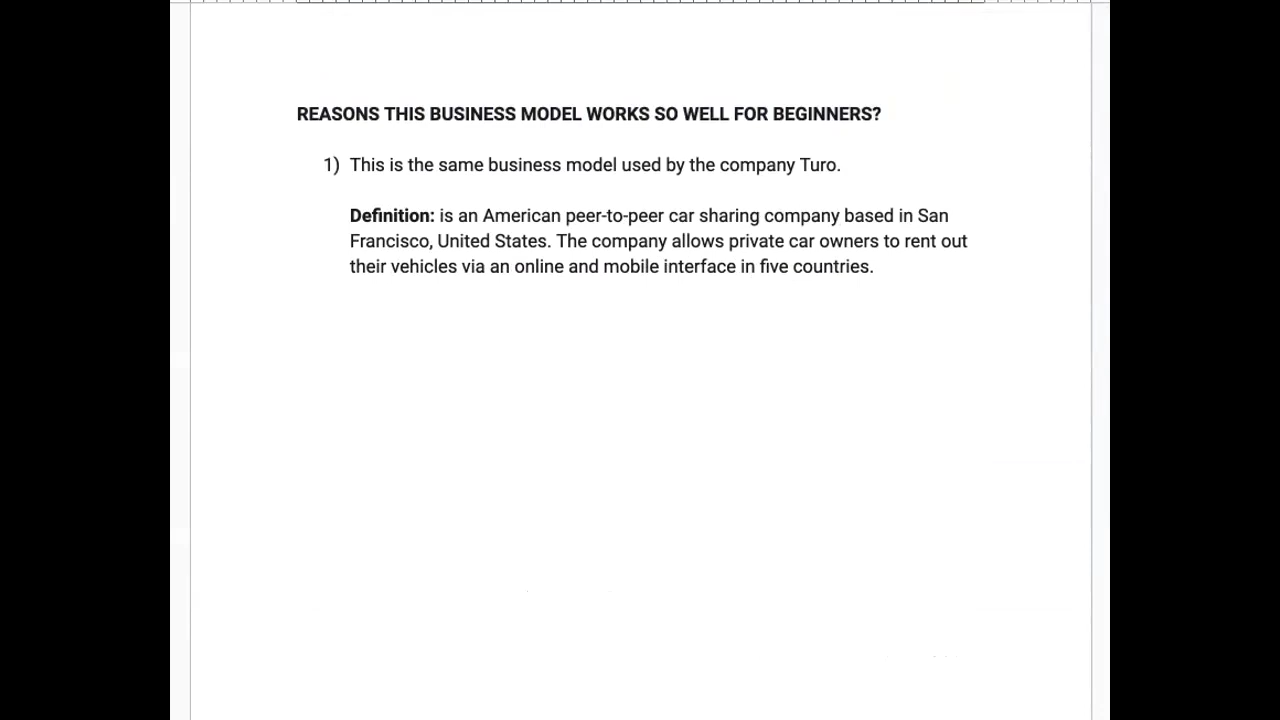 REASONS THIS BUSINESS MODEL WORKS SO WELL FOR BEGINNERS?
1) This is the same business model used by the company Turo.
Definition: is an American peer-to-peer car sharing company based in San
Francisco, United States. The company allows private car owners to rent out
their vehicles via an online and mobile interface in five countries.